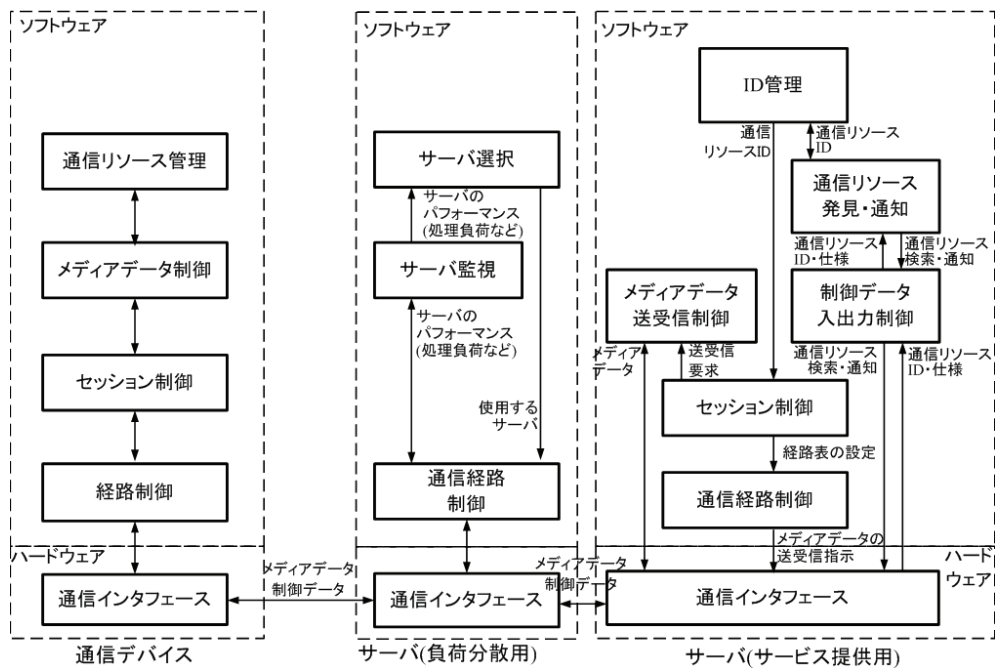 ソフトウェア
通信リソース管理
メディアデータ制御
セッション制御
経路制御
ハードウェア
通信インタフェース
通信デバイス
メディアデータ
制御データ
ソフトウェア
サーバ選択
サーバの
パフォーマンス
(処理負荷など)
サーバ監視
サーバの
パフォーマンス
(処理負荷など)
使用する
サーバ
通信経路
制御
通信インタフェース
サーバ(負荷分散用)
メディアデータ
制御データ
ソフトウェア
ID管理
通信
リソースID
通信リソース
ID
通信リソース
発見・通知
通信リソース
ID・仕様
通信リソース
検索・通知
メディアデータ
送受信制御
制御データ
入出力制御
メディア
データ
送受信
要求
通信リソース
検索・通知
通信リソース
ID・仕様
セッション制御
経路表の設定
通信経路制御
メディアデータの
送受信指示
ハード
ウェア
通信インタフェース
サーバ(サービス提供用)